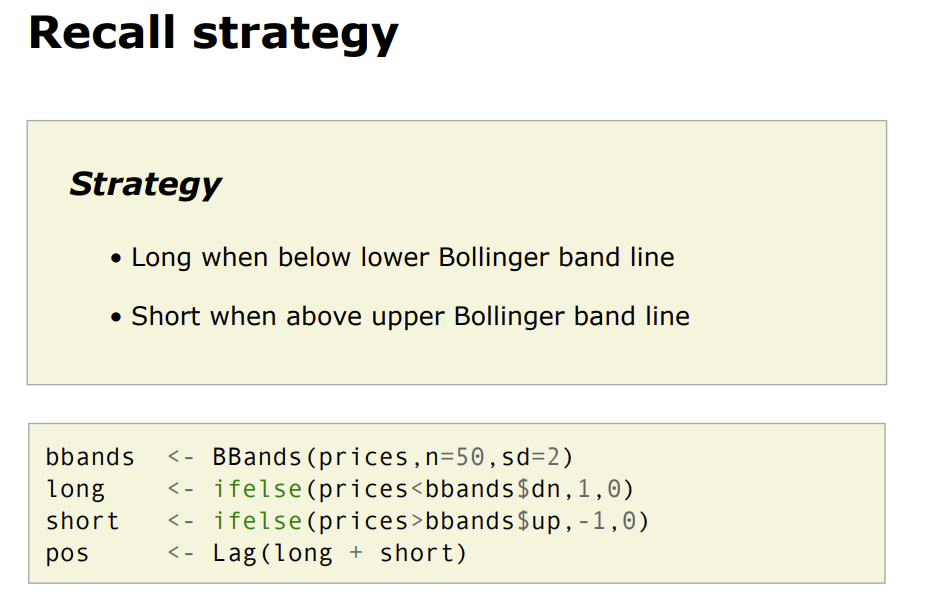 Recall strategy
Strategy
• Long when below lower Bollinger band line
• Short when above upper Bollinger band line
bbands  <- BBands(prices,n=50,sd=2)
long    <- ifelse(prices<bbands$dn,1,0)
short   <- ifelse(prices>bbands$up,-1,0)
pos     <- Lag(long + short)